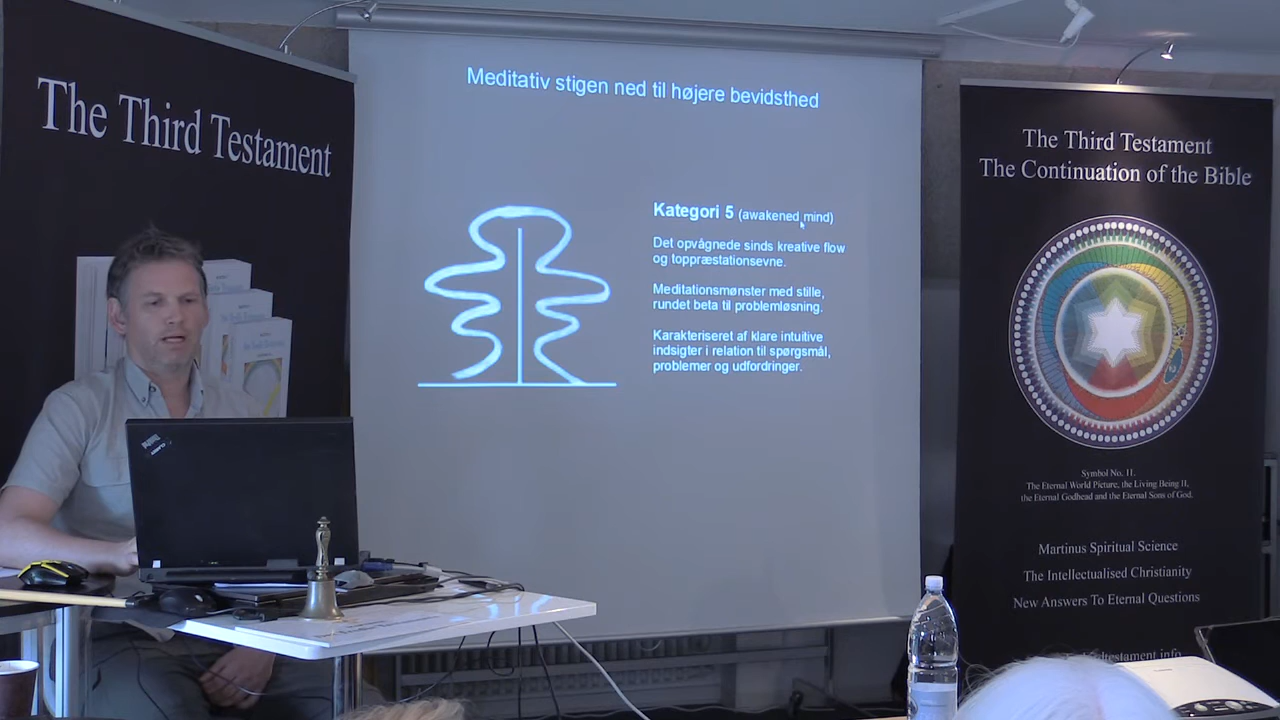 The Third Testament
Meditativ stigen ned til højere bevidsthed
Kategori 5 (awakened mind)
Det opvågnede sinds kreative flow
og toppræstationsevne.
Meditationsmønster med stille,
rundet beta til problemløsning.
Karakteriseret af klare intuitive
indsigter i relation til spørgsmål,
problemer og udfordringer.
The Third Testament
The Continuation of the Bible
Symbol No. 11.
The Eternal World Picture, the Living Being II,
the Eternal Godhead and the Eternal Sons of God.
Martinus Spiritual Science
The Intellectualised Christianity
New Answers To Eternal Questions